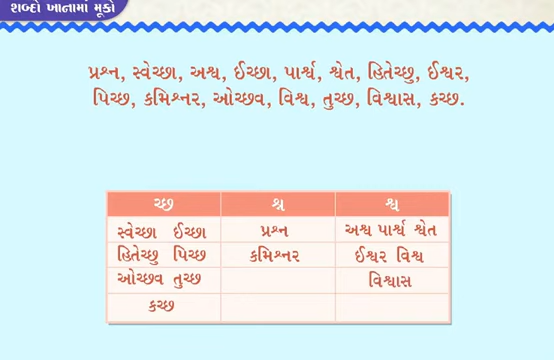 શબ્દો ખાનામાં મૂકો
પ્રશ્ન, સ્વેચ્છા, અશ્વ, ઈચ્છા, પાર્શ્વ, શ્વેત, હિતેચ્છુ, ઈશ્વર,
પિચ્છ, કમિશ્નર, ઓચ્છવ, વિશ્વ, તુચ્છ, વિશ્વાસ, કચ્છ.
ચ્છ શ્ન શ્વ
સ્વેચ્છા ઈચ્છા પ્રશ્ન અશ્વ પાર્શ્વ શ્વેત
હિતેચ્છુ પિચ્છ કમિશ્નર ઈશ્વર વિશ્વ
ઓચ્છવ તુચ્છ વિશ્વાસ
કચ્છ